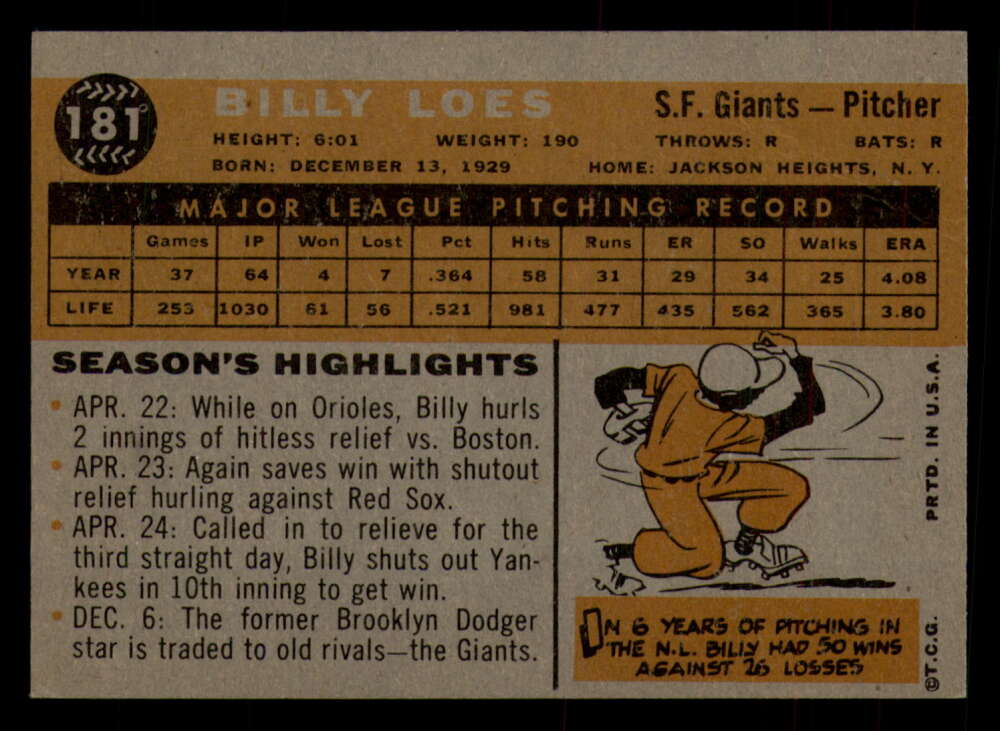 181
BILLY LOES
S.F. Giants — Pitcher
HEIGHT: 6:01 WEIGHT: 190 THROWS: R BATS: R
BORN: DECEMBER 13, 1929 HOME: JACKSON HEIGHTS, N. Y.
MAJOR LEAGUE PITCHING RECORD
Games IP Won Lost Pct Hits Runs ER SO Walks ERA
YEAR 37 64 4 7 .364 58 31 29 34 25 4.08
LIFE 253 1030 61 56 .521 981 477 435 562 365 3.80
SEASON'S HIGHLIGHTS
• APR. 22: While on Orioles, Billy hurls
2 innings of hitless relief vs. Boston.
• APR. 23: Again saves win with shutout
relief hurling against Red Sox.
• APR. 24: Called in to relieve for the
third straight day, Billy shuts out Yan-
kees in 10th inning to get win.
• DEC. 6: The former Brooklyn Dodger
star is traded to old rivals—the Giants.
IN 6 YEARS OF PITCHING IN
THE N.L. BILLY HAD 50 WINS
AGAINST 26 LOSSES
©T.C.G. PRTD. IN U.S.A.